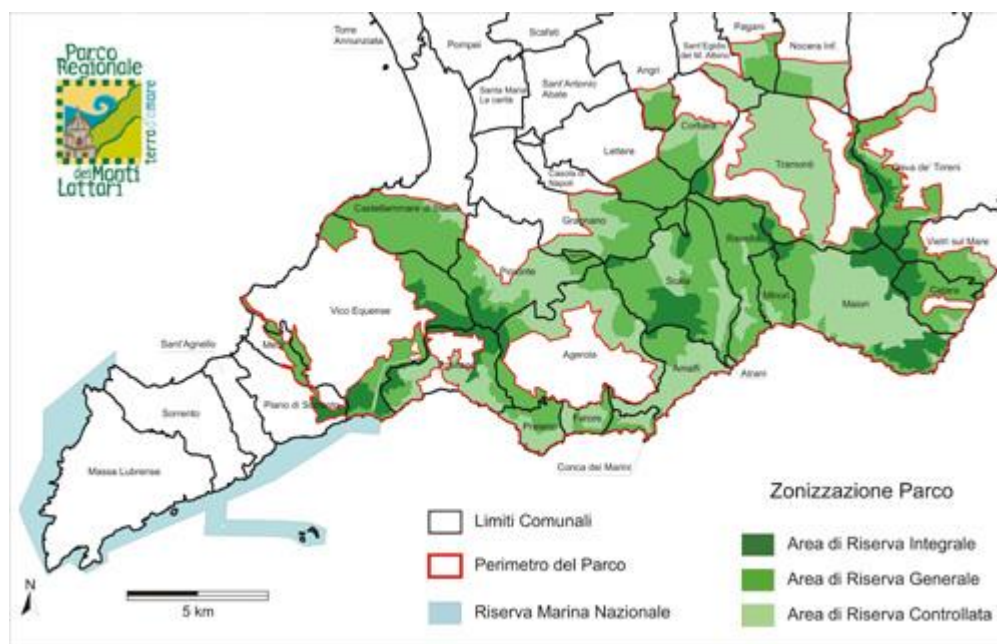 Parco
Regionale
dei Monti
Lattari
terra di mare
Torre
Annunziata
Pompei
Scafati
Pagani
Nocera Inf.
Sant'Egidio
del M. Albino
Angri
Sant'Antonio
Abate
Santa Maria
La carità
Corbara
Lettere
Tramonti
Cava de' Tirreni
Casola di
Napoli
Gragnano
Castellammare di Stabia
Ravello
Vietri sul Mare
Pimonte
Scala
Cetara
Minori
Maiori
Vico Equense
Agerola
Amalfi
Atrani
Sant'Agnello
Piano di Sorrento
Sorrento
Furore
Praiano
Massa Lubrense
Conca dei Marini
Zonizzazione Parco
Limiti Comunali
Perimetro del Parco
Riserva Marina Nazionale
Area di Riserva Integrale
Area di Riserva Generale
Area di Riserva Controllata
N
5 km